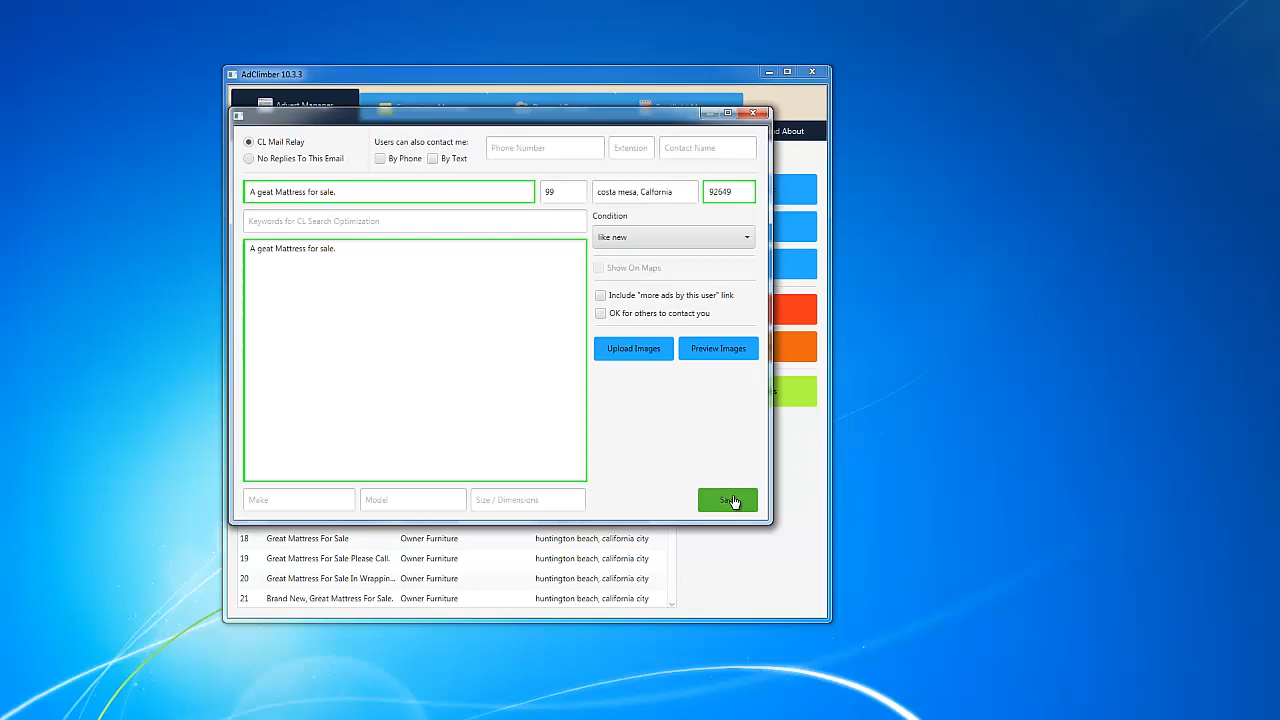 AdClimber 10.3.3
Advert Manager
d About
CL Mail Relay
No Replies To This Email
Users can also contact me:
By Phone
By Text
Phone Number
Extension
Contact Name
A geat Mattress for sale.
99
costa mesa, Calfornia
92649
Keywords for CL Search Optimization
Condition
like new
A geat Mattress for sale.
Show On Maps
Include "more ads by this user" link
OK for others to contact you
Upload Images
Preview Images
Make
Model
Size / Dimensions
Save
18 Great Mattress For Sale Owner Furniture huntington beach, california city
19 Great Mattress For Sale Please Call. Owner Furniture huntington beach, california city
20 Great Mattress For Sale In Wrappin... Owner Furniture huntington beach, california city
21 Brand New, Great Mattress For Sale. Owner Furniture huntington beach, california city